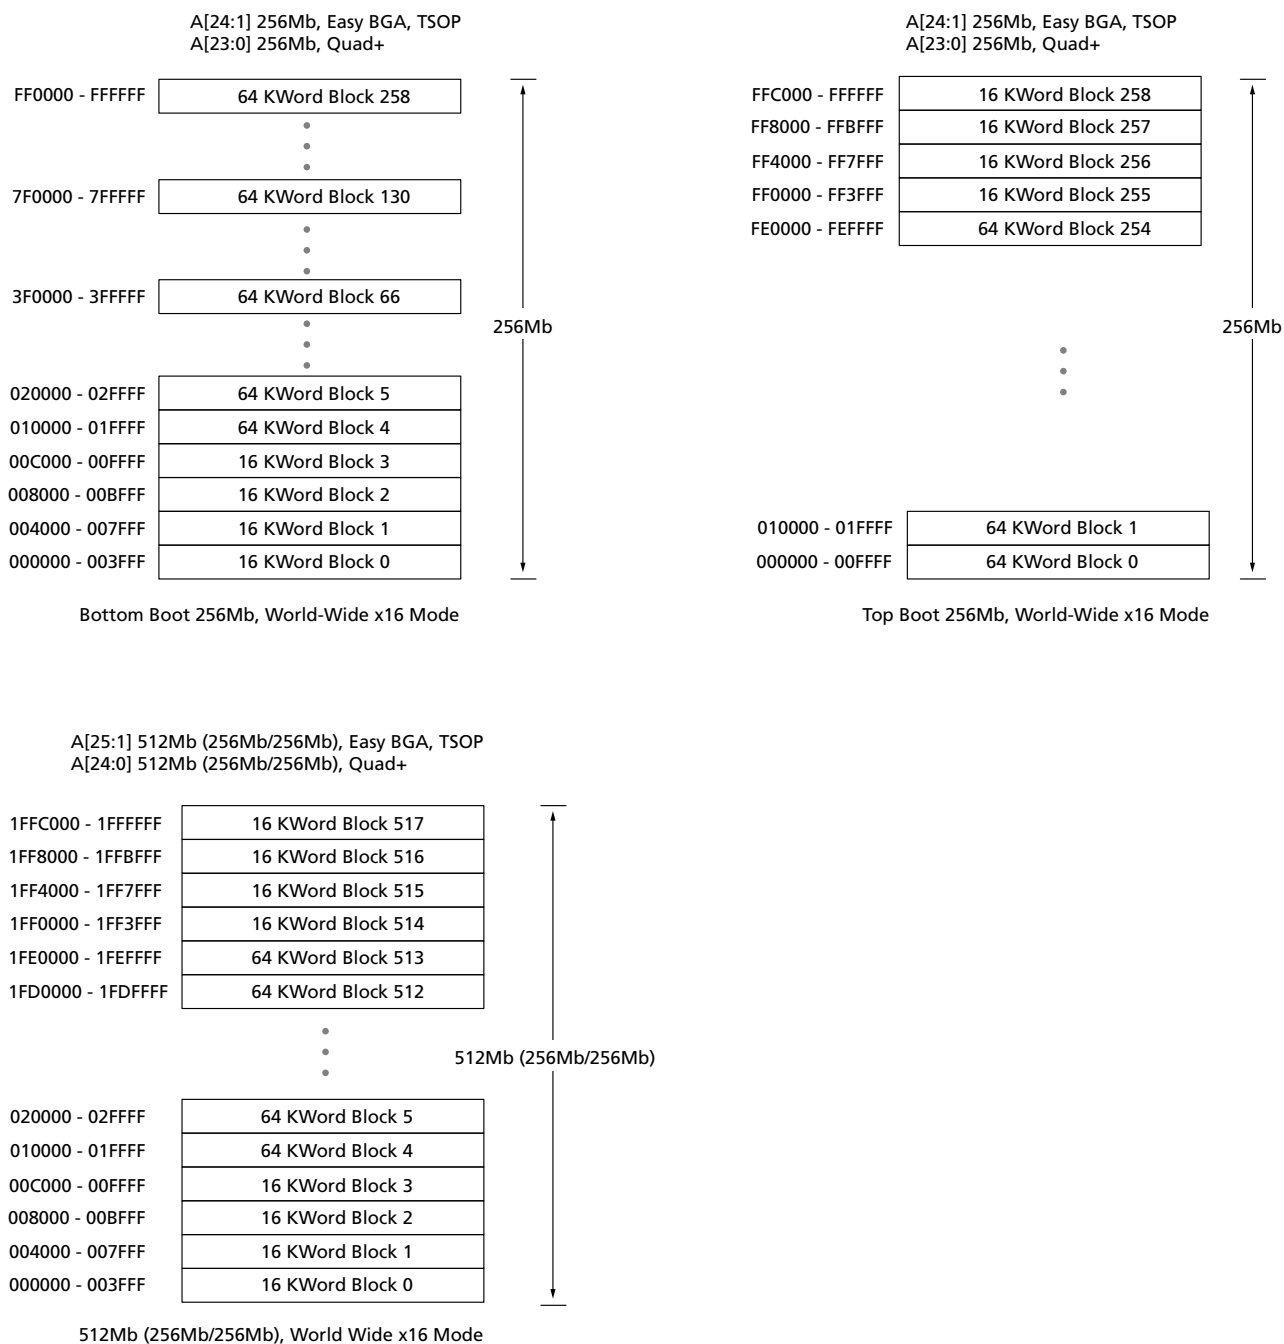 A[24:1] 256Mb, Easy BGA, TSOP
A[23:0] 256Mb, Quad+
FF0000 - FFFFFF 64 KWord Block 258
7F0000 - 7FFFFF 64 KWord Block 130
3F0000 - 3FFFFF 64 KWord Block 66
256Mb
020000 - 02FFFF 64 KWord Block 5
010000 - 01FFFF 64 KWord Block 4
00C000 - 00FFFF 16 KWord Block 3
008000 - 00BFFF 16 KWord Block 2
004000 - 007FFF 16 KWord Block 1
000000 - 003FFF 16 KWord Block 0
Bottom Boot 256Mb, World-Wide x16 Mode
A[24:1] 256Mb, Easy BGA, TSOP
A[23:0] 256Mb, Quad+
FFC000 - FFFFFF 16 KWord Block 258
FF8000 - FFBFFF 16 KWord Block 257
FF4000 - FF7FFF 16 KWord Block 256
FF0000 - FF3FFF 16 KWord Block 255
FE0000 - FEFFFF 64 KWord Block 254
256Mb
010000 - 01FFFF 64 KWord Block 1
000000 - 00FFFF 64 KWord Block 0
Top Boot 256Mb, World-Wide x16 Mode
A[25:1] 512Mb (256Mb/256Mb), Easy BGA, TSOP
A[24:0] 512Mb (256Mb/256Mb), Quad+
1FFC000 - 1FFFFFF 16 KWord Block 517
1FF8000 - 1FFBFFF 16 KWord Block 516
1FF4000 - 1FF7FFF 16 KWord Block 515
1FF0000 - 1FF3FFF 16 KWord Block 514
1FE0000 - 1FEFFFF 64 KWord Block 513
1FD0000 - 1FDFFFF 64 KWord Block 512
512Mb (256Mb/256Mb)
020000 - 02FFFF 64 KWord Block 5
010000 - 01FFFF 64 KWord Block 4
00C000 - 00FFFF 16 KWord Block 3
008000 - 00BFFF 16 KWord Block 2
004000 - 007FFF 16 KWord Block 1
000000 - 003FFF 16 KWord Block 0
512Mb (256Mb/256Mb), World Wide x16 Mode